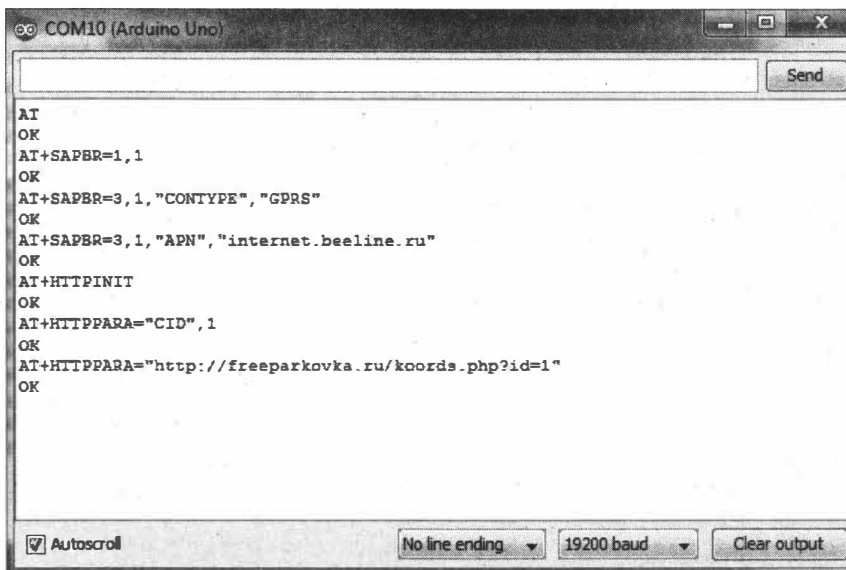 COM10 (Arduino Uno)
Send
AT
OK
AT+SAPBR=1,1
OK
AT+SAPBR=3,1,"CONTYPE","GPRS"
OK
AT+SAPBR=3,1,"APN","internet.beeline.ru"
OK
AT+HTTPINIT
OK
AT+HTTPPARA="CID",1
OK
AT+HTTPPARA="http://freeparkovka.ru/koords.php?id=1"
OK
Autoscroll
No line ending
19200 baud
Clear output